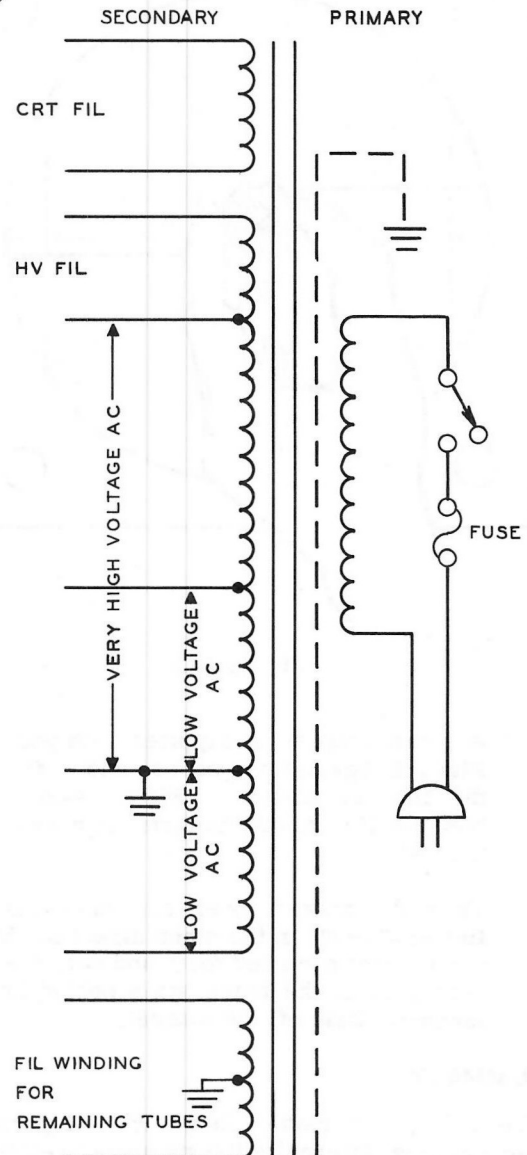 SECONDARY
PRIMARY
CRT FIL
HV FIL
VERY HIGH VOLTAGE AC
LOW VOLTAGE
AC
LOW VOLTAGE
AC
FUSE
FIL WINDING
FOR
REMAINING TUBES